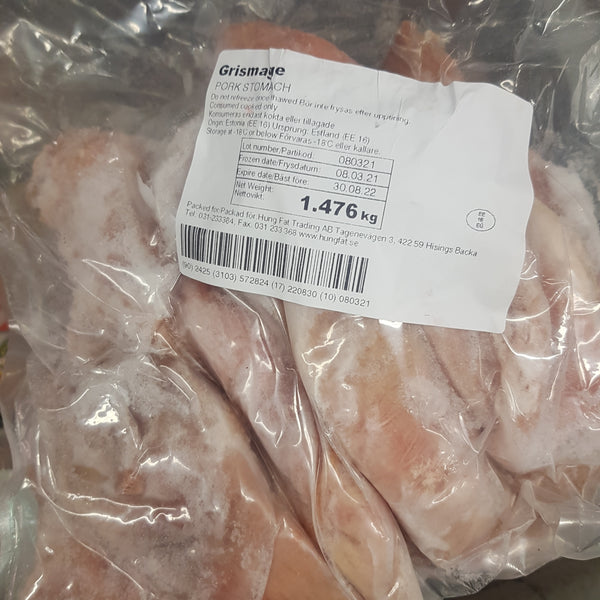 Grismage
PORK STOMACH
Do not refreeze once thawed Bör inte frysas efter upptining.
Consumed cooked only
Konsumeras endust kokta eller tillagade
Origin: Estonia (EE 16) Ursprung: Estland (EE 16)
Storage at -18C or below Förvaras -18'C eller kallare.
Lot number/Partikod: 080321
Frozen date/Frysdatum: 08.03.21
Expire date/Bäst före: 30.08.22
Net Weight:
Nettovikt: 1.476 kg
Packed for:Packad för Hung Fat Trading AB Tagenevägen 3, 422 59 Hisings Backa
Tel: 031-233384, Fax: 031 233 368 www.hungfat.se
EE
16
EÜ
(90) 2425 (3103) 572824 (17) 220830 (10) 080321